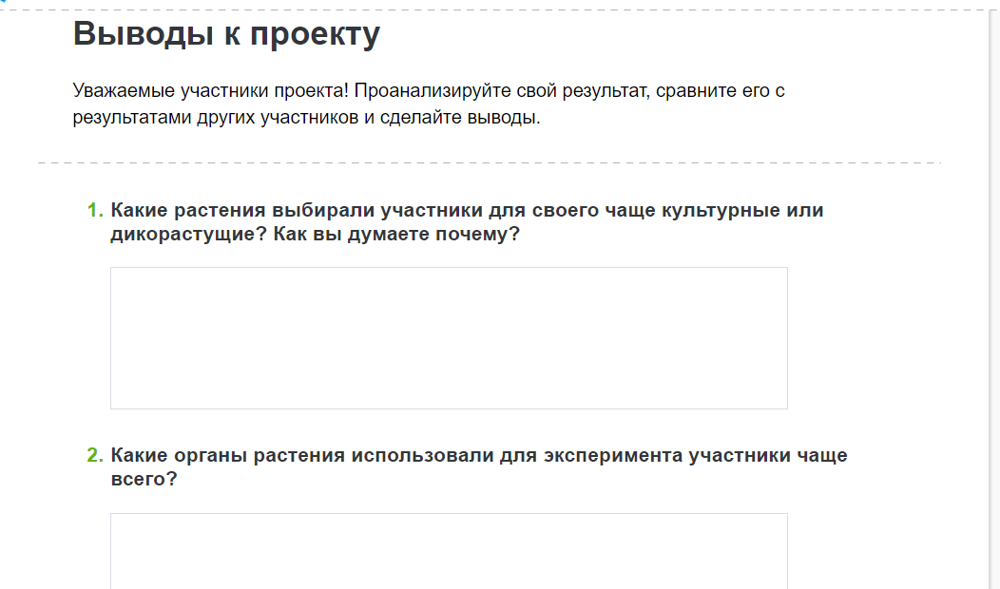 Выводы к проекту
Уважаемые участники проекта! Проанализируйте свой результат, сравните его с
результатами других участников и сделайте выводы.
1. Какие растения выбирали участники для своего чаще культурные или
дикорастущие? Как вы думаете почему?
2. Какие органы растения использовали для эксперимента участники чаще
всего?